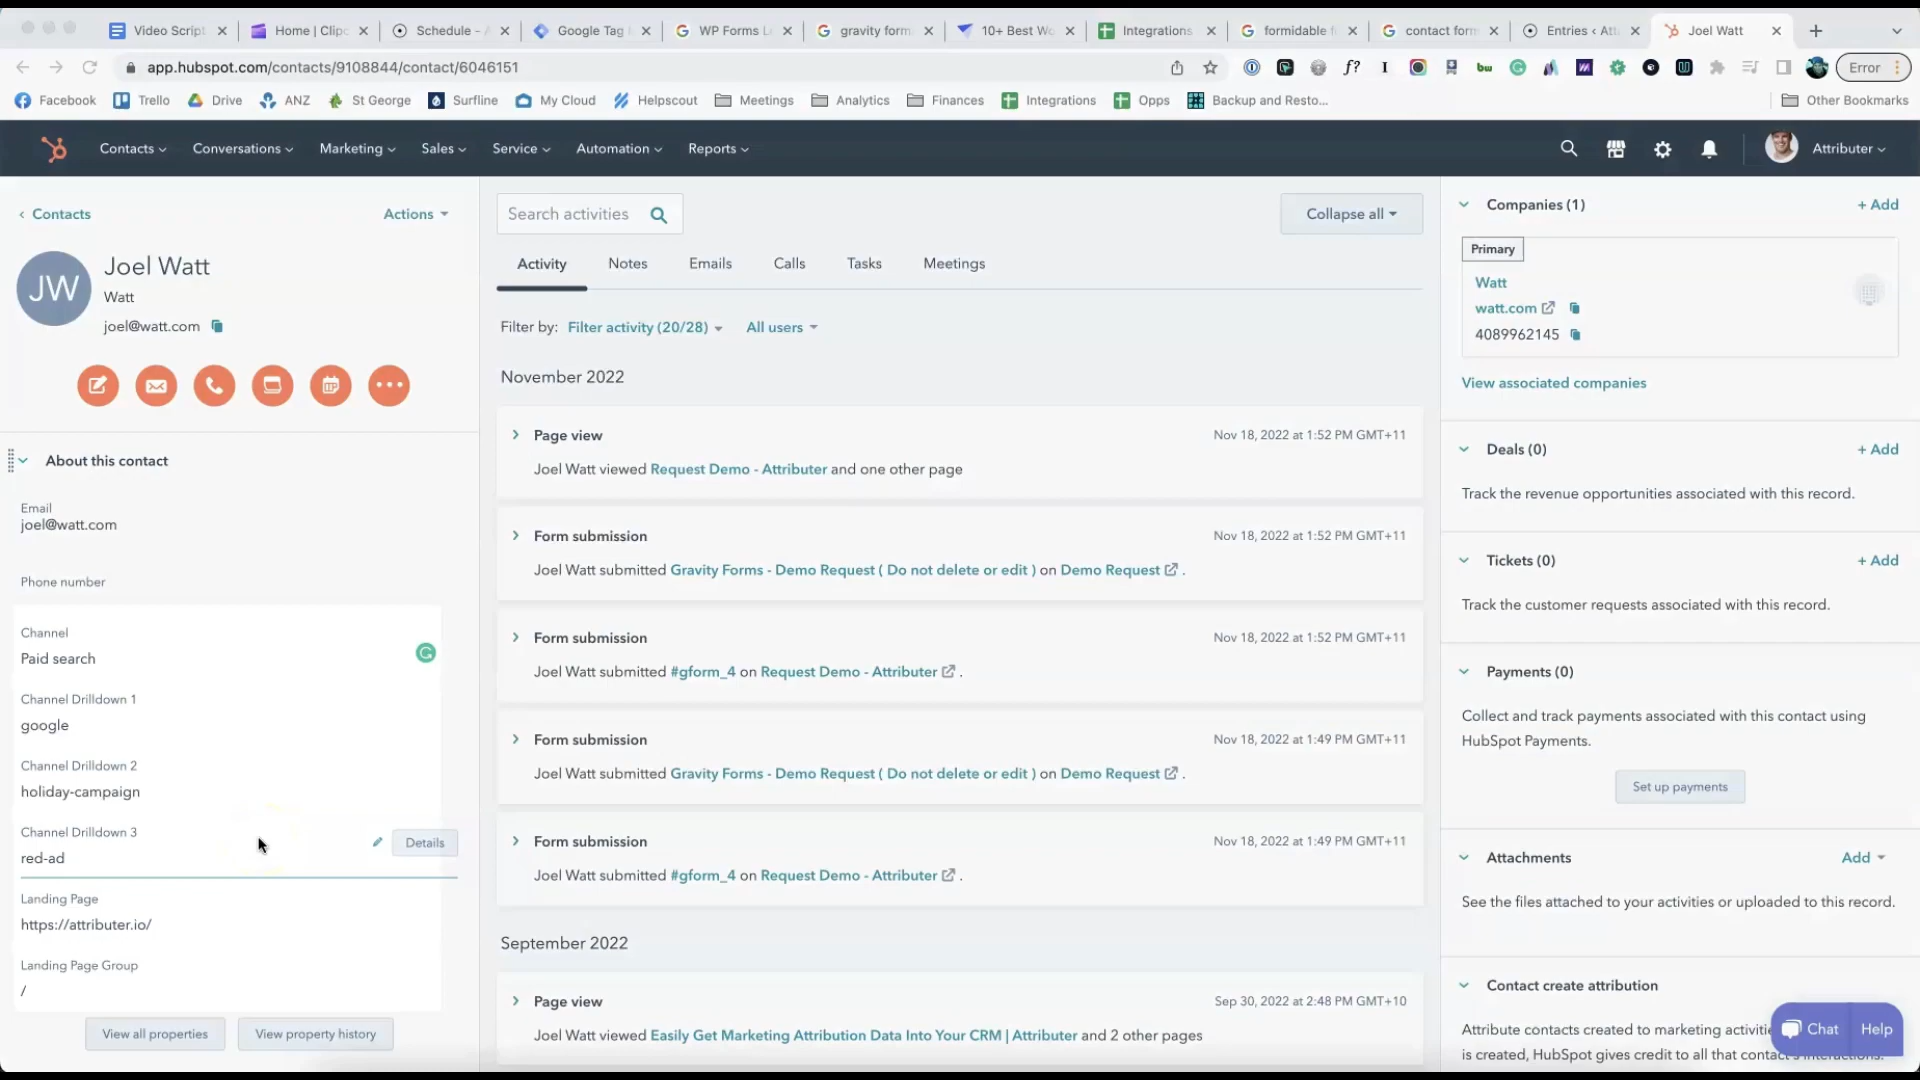 Video Script
Home | Clipc
Schedule - A
Google Tag
WP Forms L
gravity form
10+ Best Wo
Integrations
formidable f
contact form
Entries ‹ Att
Joel Watt
app.hubspot.com/contacts/9108844/contact/6046151
Error
Facebook
Trello
Drive
ANZ
St George
Surfline
My Cloud
Helpscout
Meetings
Analytics
Finances
Integrations
Opps
Backup and Resto...
Other Bookmarks
Contacts
Conversations
Marketing
Sales
Service
Automation
Reports
Attributer
Contacts
Actions
JW
Joel Watt
Watt
joel@watt.com
About this contact
Email
joel@watt.com
Phone number
Channel
Paid search
Channel Drilldown 1
google
Channel Drilldown 2
holiday-campaign
Channel Drilldown 3
red-ad
Details
Landing Page
https://attributer.io/
Landing Page Group
/
View all properties
View property history
Search activities
Collapse all
Activity
Notes
Emails
Calls
Tasks
Meetings
Filter by: Filter activity (20/28) All users
November 2022
Page view Nov 18, 2022 at 1:52 PM GMT+11
Joel Watt viewed Request Demo - Attributer and one other page
Form submission Nov 18, 2022 at 1:52 PM GMT+11
Joel Watt submitted Gravity Forms - Demo Request ( Do not delete or edit ) on Demo Request .
Form submission Nov 18, 2022 at 1:52 PM GMT+11
Joel Watt submitted #gform_4 on Request Demo - Attributer .
Form submission Nov 18, 2022 at 1:49 PM GMT+11
Joel Watt submitted Gravity Forms - Demo Request ( Do not delete or edit ) on Demo Request .
Form submission Nov 18, 2022 at 1:49 PM GMT+11
Joel Watt submitted #gform_4 on Request Demo - Attributer .
September 2022
Page view Sep 30, 2022 at 2:48 PM GMT+10
Joel Watt viewed Easily Get Marketing Attribution Data Into Your CRM | Attributer and 2 other pages
Companies (1) + Add
Primary
Watt
watt.com
4089962145
View associated companies
Deals (0) + Add
Track the revenue opportunities associated with this record.
Tickets (0) + Add
Track the customer requests associated with this record.
Payments (0)
Collect and track payments associated with this contact using
HubSpot Payments.
Set up payments
Attachments Add
See the files attached to your activities or uploaded to this record.
Contact create attribution
Attribute contacts created to marketing activiti
is created, HubSpot gives credit to all that contact's interactions.
Chat
Help